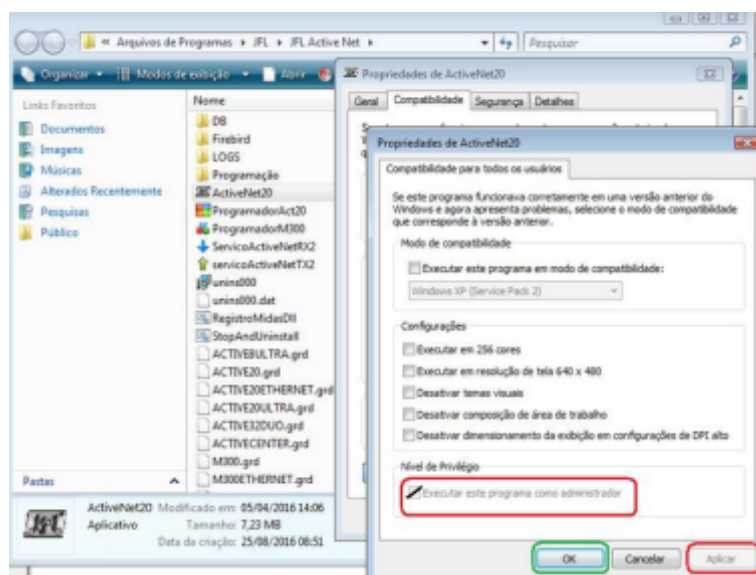 « Arquivos de Programas ▸ JFL ▸ JFL Active Net ▸
Pesquisar
Organizar
Modos de exibição
Abrir
Links Favoritos
Documentos
Imagens
Músicas
Alterados Recentemente
Pesquisas
Público
Pastas
Nome
DB
Firebird
LOGS
Programação
ActiveNet20
ProgramadorAct20
ProgramadorM300
ServicoActiveNetRX2
servicoActiveNetTX2
unins000
unins000.dat
RegistroMidasDll
StopAndUninstall
ACTIVE8ULTRA.grd
ACTIVE20.grd
ACTIVE20ETHERNET.grd
ACTIVE20ULTRA.grd
ACTIVE32DUO.grd
ACTIVECENTER.grd
M300.grd
M300ETHERNET.grd
ActiveNet20 Modificado em: 05/04/2016 14:06
Aplicativo Tamanho: 7,23 MB
Data da criação: 25/08/2016 08:51
JFL
Propriedades de ActiveNet20
Geral Compatibilidade Segurança Detalhes
Propriedades de ActiveNet20
Compatibilidade para todos os usuários
Se este programa funcionava corretamente em uma versão anterior do
Windows e agora apresenta problemas, selecione o modo de compatibilidade
que corresponde à versão anterior.
Modo de compatibilidade
Executar este programa em modo de compatibilidade:
Windows XP (Service Pack 2)
Configurações
Executar em 256 cores
Executar em resolução de tela 640 x 480
Desativar temas visuais
Desativar composição de área de trabalho
Desativar dimensionamento da exibição em configurações de DPI alto
Nível de Privilégio
Executar este programa como administrador
OK Cancelar Aplicar